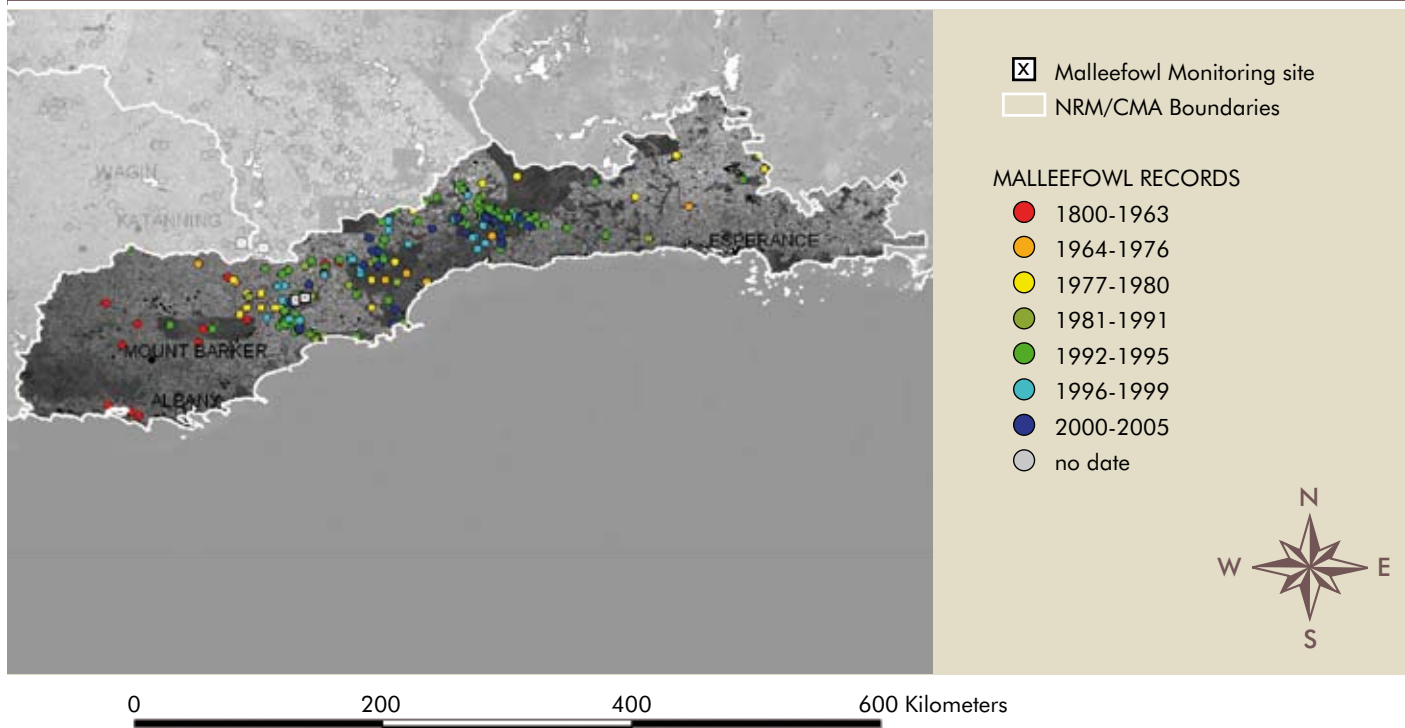 WAGIN
KATANNING
MOUNT BARKER
ALBANY
ESPERANCE
X Malleefowl Monitoring site
NRM/CMA Boundaries
MALLEEFOWL RECORDS
1800-1963
1964-1976
1977-1980
1981-1991
1992-1995
1996-1999
2000-2005
no date
N
W E
S
0 200 400 600 Kilometers